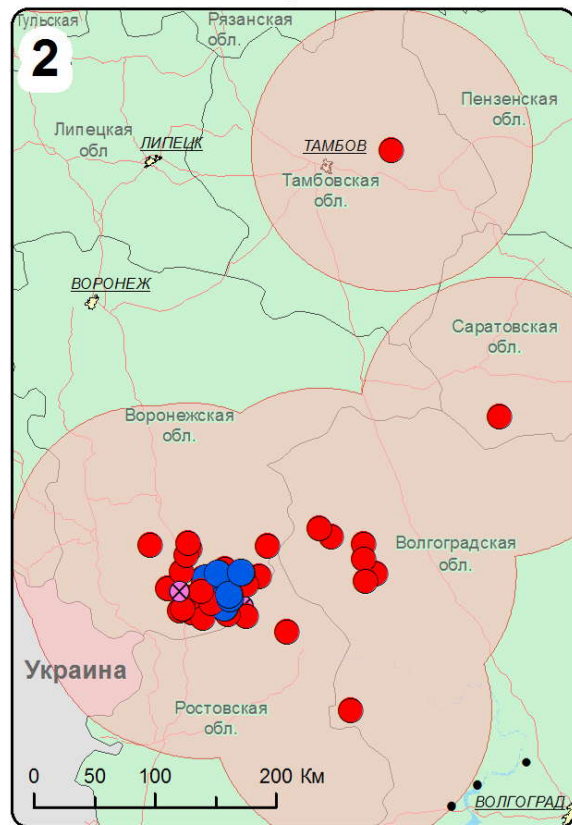 Тульская
Рязанская
обл.
2
Пензенская
обл.
Липецкая
обл
ЛИПЕЦК
ТАМБОВ
Тамбовская
обл.
ВОРОНЕЖ
Саратовская
обл.
Воронежская
обл.
Волгоградская
обл.
Украина
Ростовская
обл.
0 50 100 200 Км
ВОЛГОГРАД